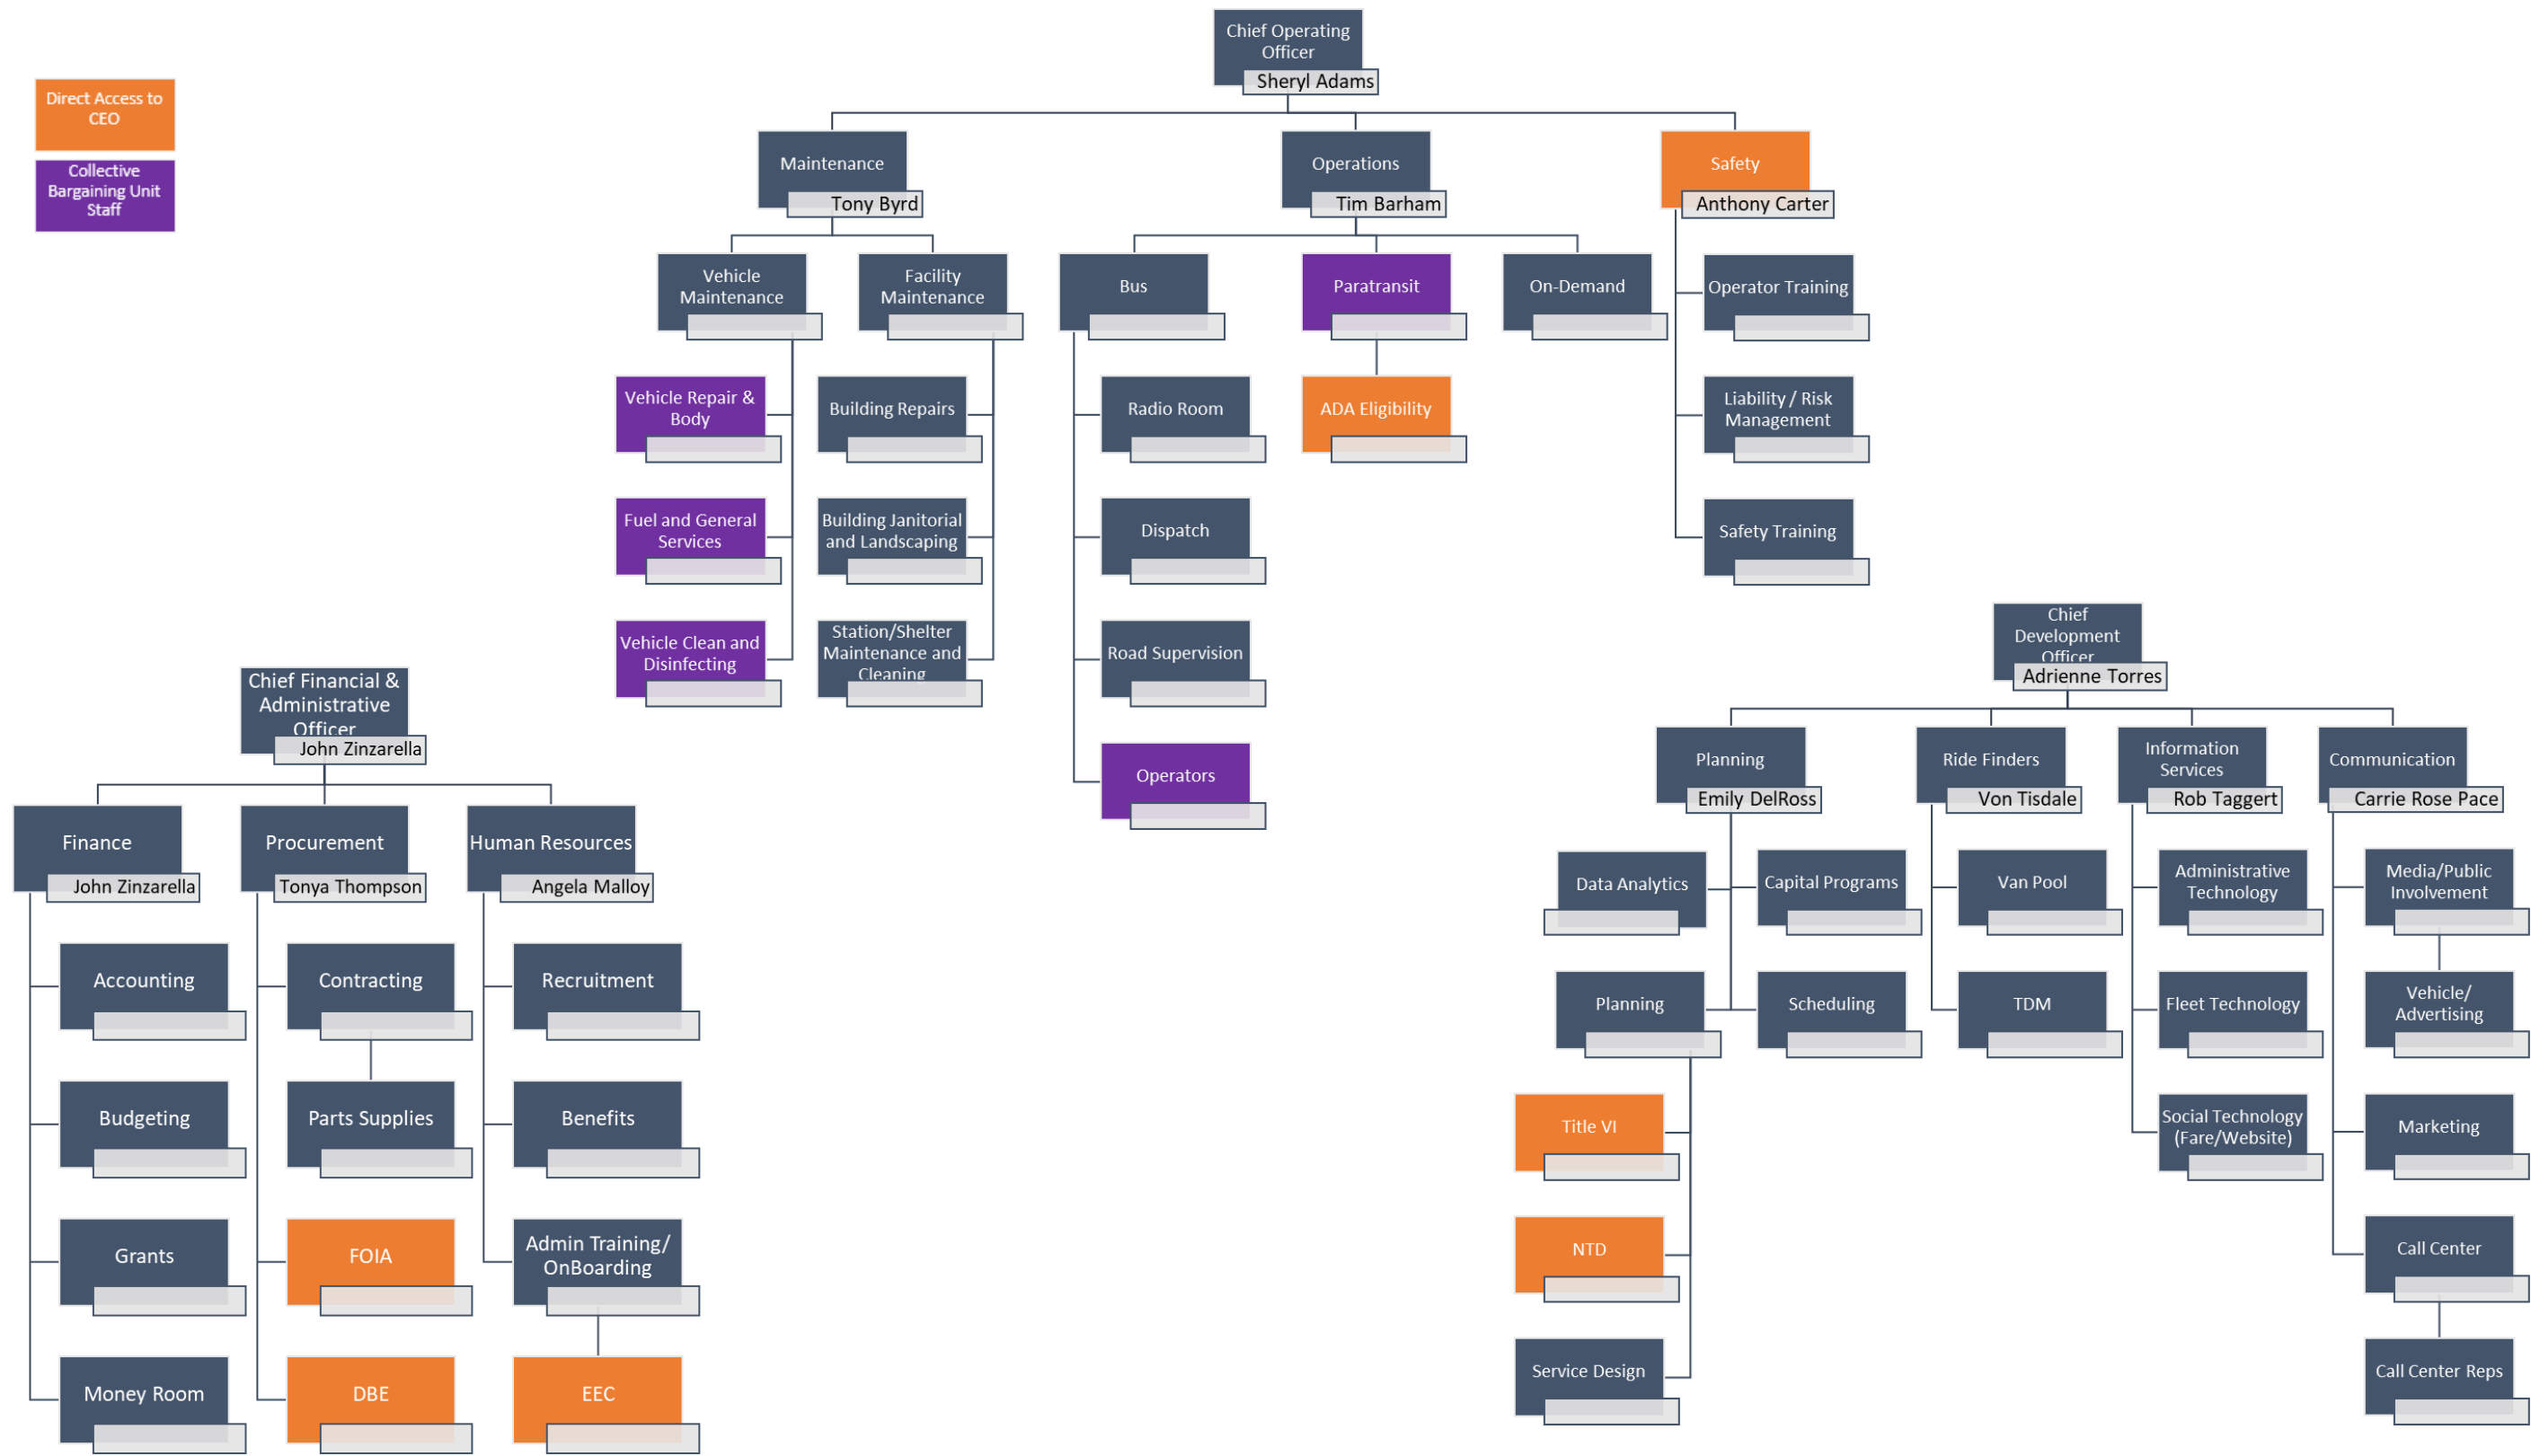 Chief Operating
Officer
Sheryl Adams
Direct Access to
CEO
Collective
Bargaining Unit
Staff
Maintenance
Tony Byrd
Operations
Tim Barham
Safety
Anthony Carter
Vehicle
Maintenance
Facility
Maintenance
Bus
Paratransit
On-Demand
Operator Training
Vehicle Repair &
Body
Building Repairs
Radio Room
ADA Eligibility
Liability / Risk
Management
Fuel and General
Services
Building Janitorial
and Landscaping
Dispatch
Safety Training
Vehicle Clean and
Disinfecting
Station/Shelter
Maintenance and
Cleaning
Road Supervision
Operators
Chief Financial &
Administrative
Officer
John Zinzarella
Finance
John Zinzarella
Procurement
Tonya Thompson
Human Resources
Angela Malloy
Accounting
Contracting
Recruitment
Budgeting
Parts Supplies
Benefits
Grants
FOIA
Admin Training/
OnBoarding
Money Room
DBE
EEC
Chief
Development
Officer
Adrienne Torres
Planning
Emily DelRoss
Ride Finders
Von Tisdale
Information
Services
Rob Taggert
Communication
Carrie Rose Pace
Data Analytics
Capital Programs
Van Pool
Administrative
Technology
Media/Public
Involvement
Planning
Scheduling
TDM
Fleet Technology
Vehicle/
Advertising
Title VI
Social Technology
(Fare/Website)
Marketing
NTD
Call Center
Service Design
Call Center Reps